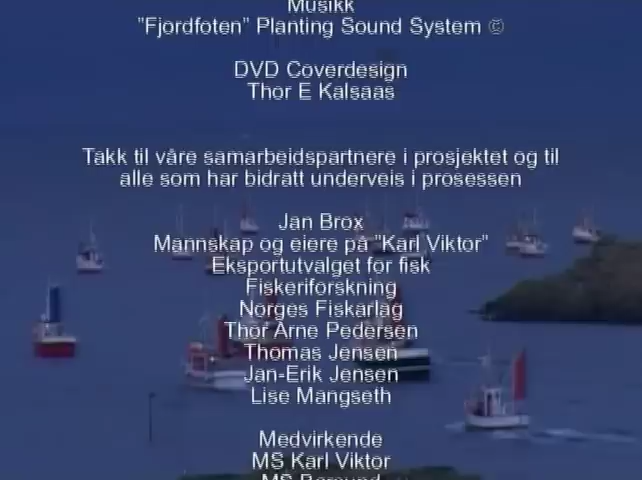 Musikk
"Fjordfoten" Planting Sound System ©
DVD Coverdesign
Thor E Kalsaas
Takk til våre samarbeidspartnere i prosjektet og til
alle som har bidratt underveis i prosessen
Jan Brox
Mannskap og eiere på "Karl Viktor"
Eksportutvalget for fisk
Fiskeriforskning
Norges Fiskarlag
Thor Arne Pedersen
Thomas Jensen
Jan-Erik Jensen
Lise Mangseth
Medvirkende
MS Karl Viktor
MS